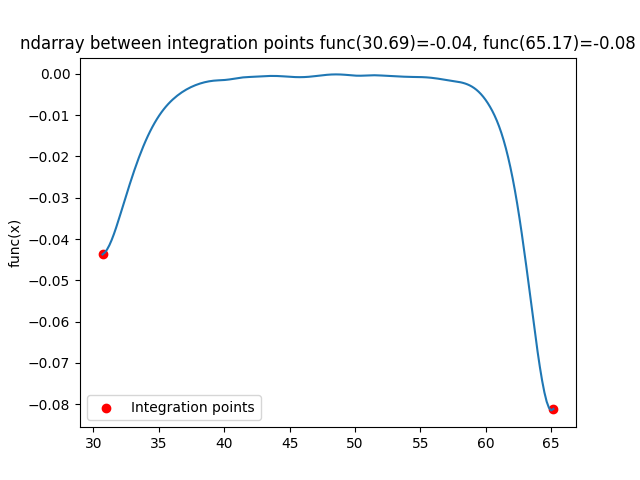 ndarray between integration points func(30.69)=-0.04, func(65.17)=-0.08
0.00
−0.01
−0.02
−0.03
−0.04
−0.05
−0.06
−0.07
−0.08
func(x)
Integration points
30 35 40 45 50 55 60 65